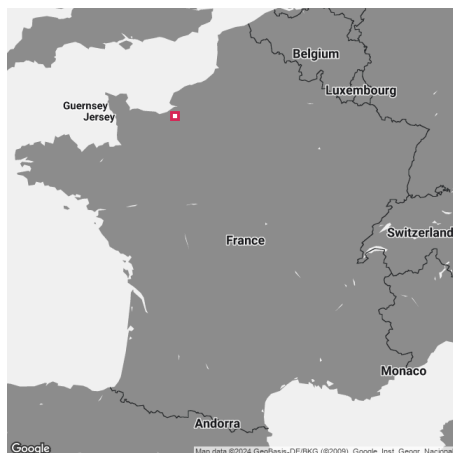 Belgium
Luxembourg
Guernsey
Jersey
Switzerland
France
Monaco
Andorra
Google
Map data ©2024 GeoBasis-DE/BKG (©2009), Google, Inst. Geogr. Nacional